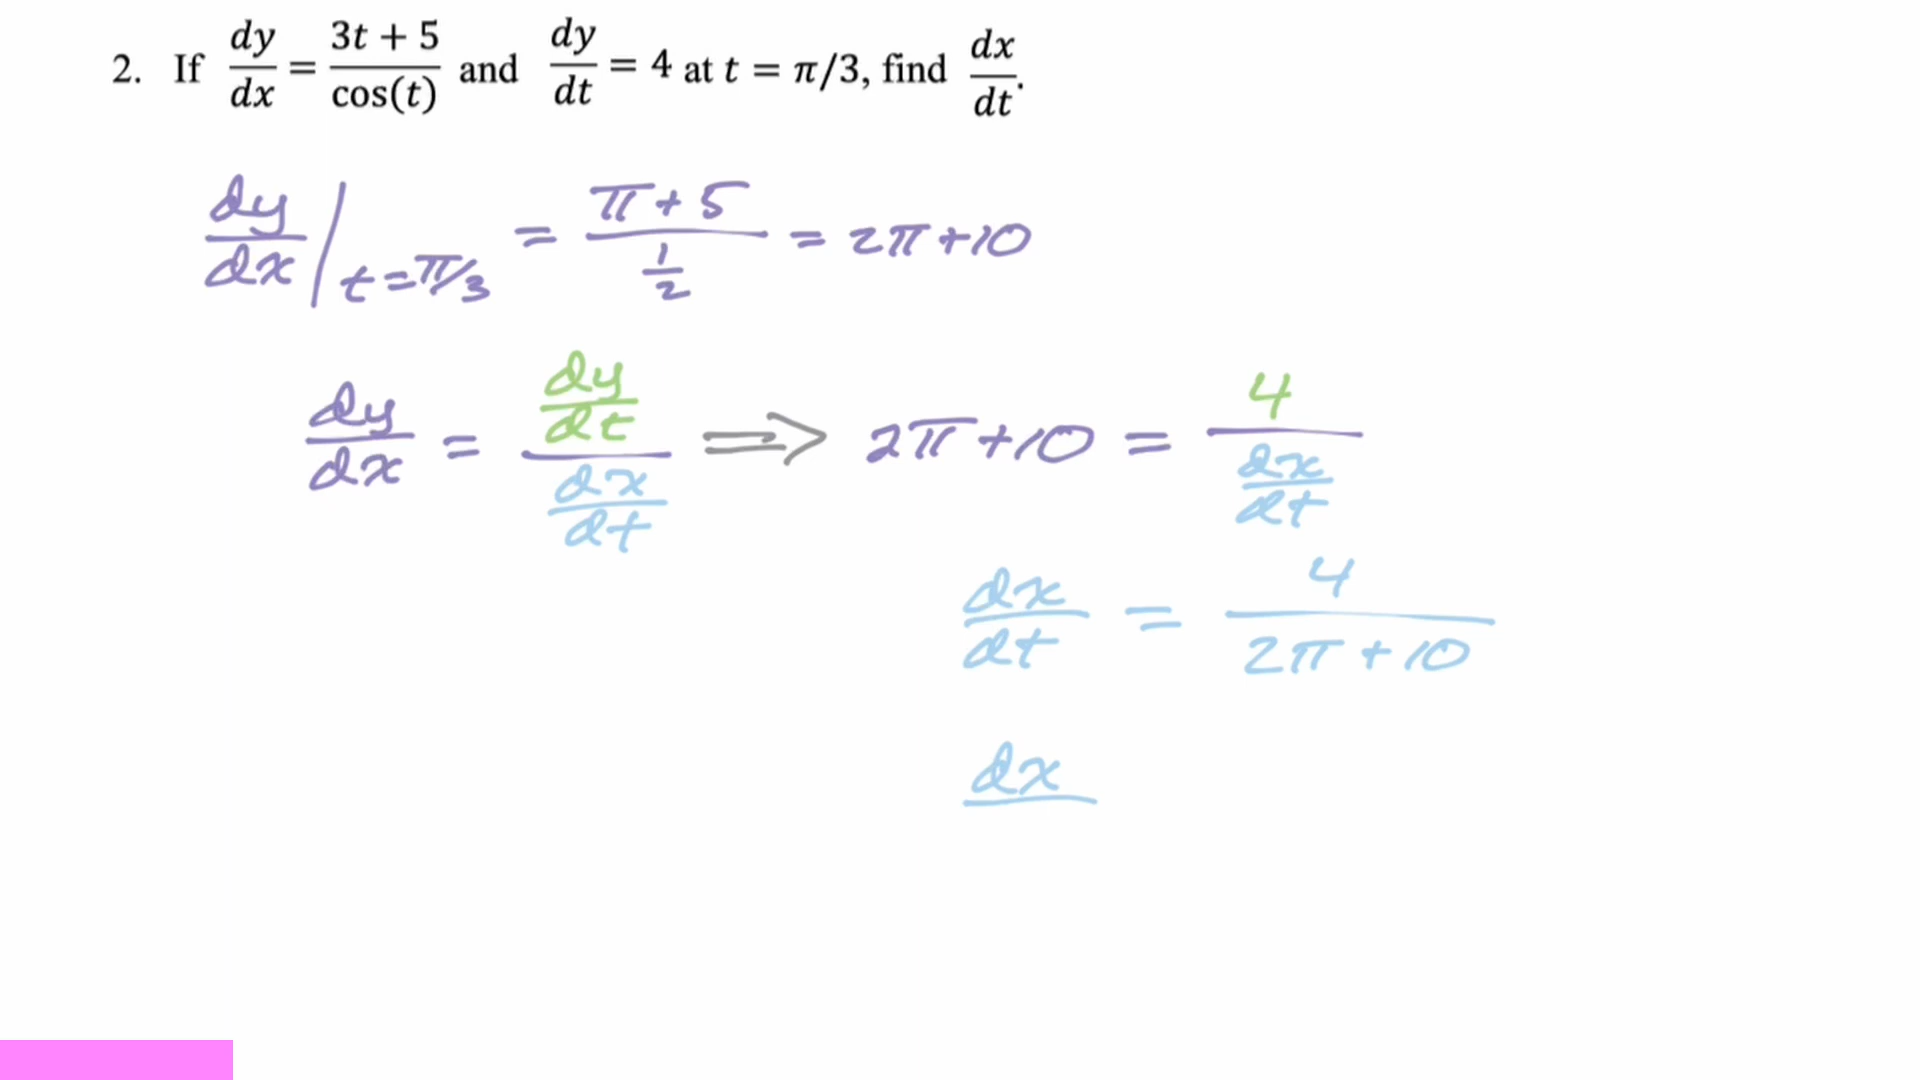 2. If dy/dx = (3t + 5)/cos(t) and dy/dt = 4 at t = π/3, find dx/dt.
dy/dx | t = π/3 = (π + 5)/(1/2) = 2π + 10
dy/dx = (dy/dt)/(dx/dt) ⟹ 2π + 10 = 4/(dx/dt)
dx/dt = 4/(2π + 10)
dx